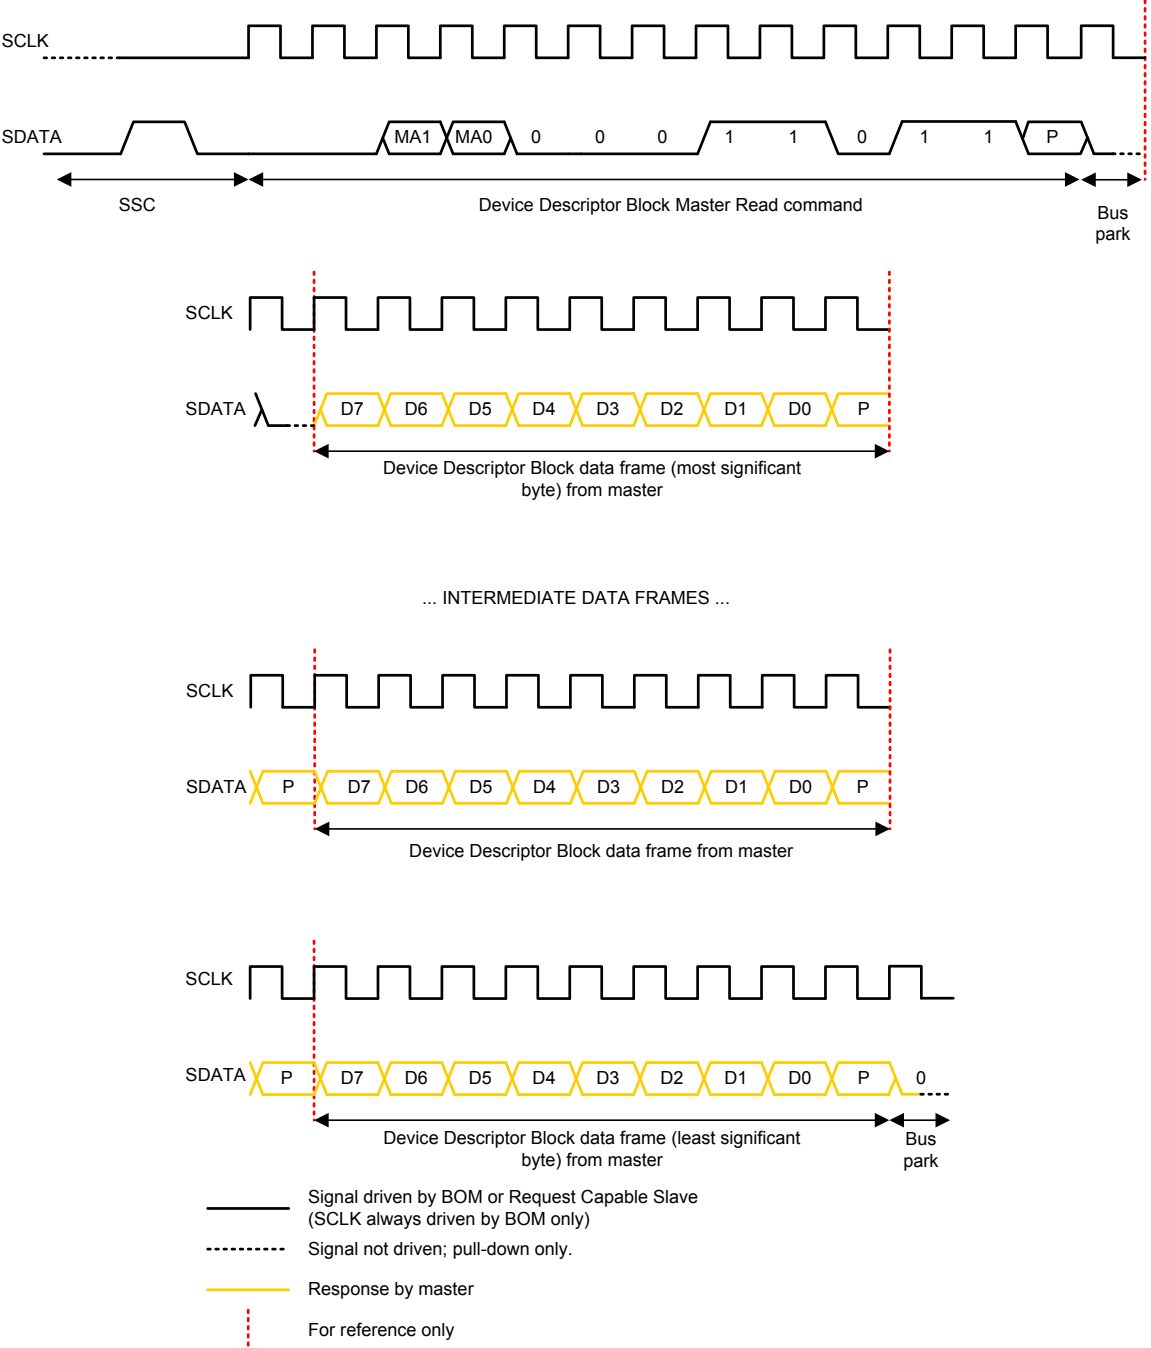 SCLK
SDATA MA1 MA0 0 0 0 1 1 0 1 1 P
SSC Device Descriptor Block Master Read command Bus
park
SCLK
SDATA D7 D6 D5 D4 D3 D2 D1 D0 P
Device Descriptor Block data frame (most significant
byte) from master
... INTERMEDIATE DATA FRAMES ...
SCLK
SDATA P D7 D6 D5 D4 D3 D2 D1 D0 P
Device Descriptor Block data frame from master
SCLK
SDATA P D7 D6 D5 D4 D3 D2 D1 D0 P 0
Device Descriptor Block data frame (least significant
byte) from master
Bus
park
Signal driven by BOM or Request Capable Slave
(SCLK always driven by BOM only)
Signal not driven; pull-down only.
Response by master
For reference only